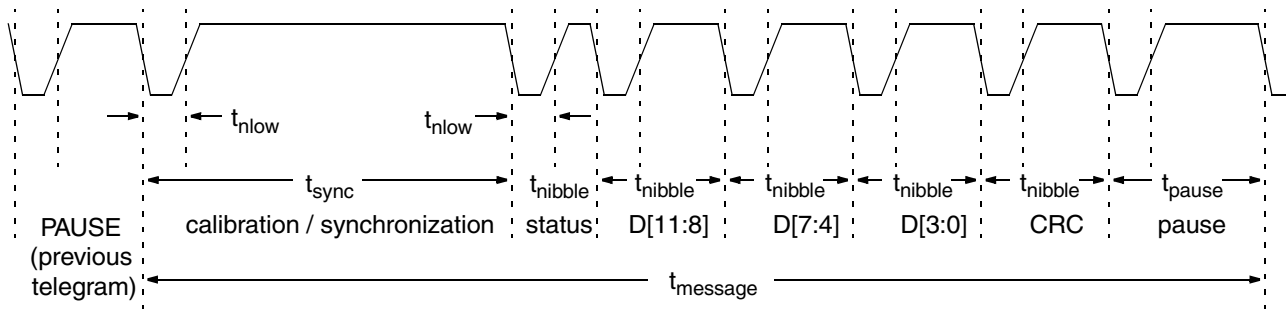 tnlow tnlow
tsync tnibble tnibble tnibble tnibble tnibble tpause
PAUSE calibration / synchronization status D[11:8] D[7:4] D[3:0] CRC pause
(previous
telegram)
tmessage